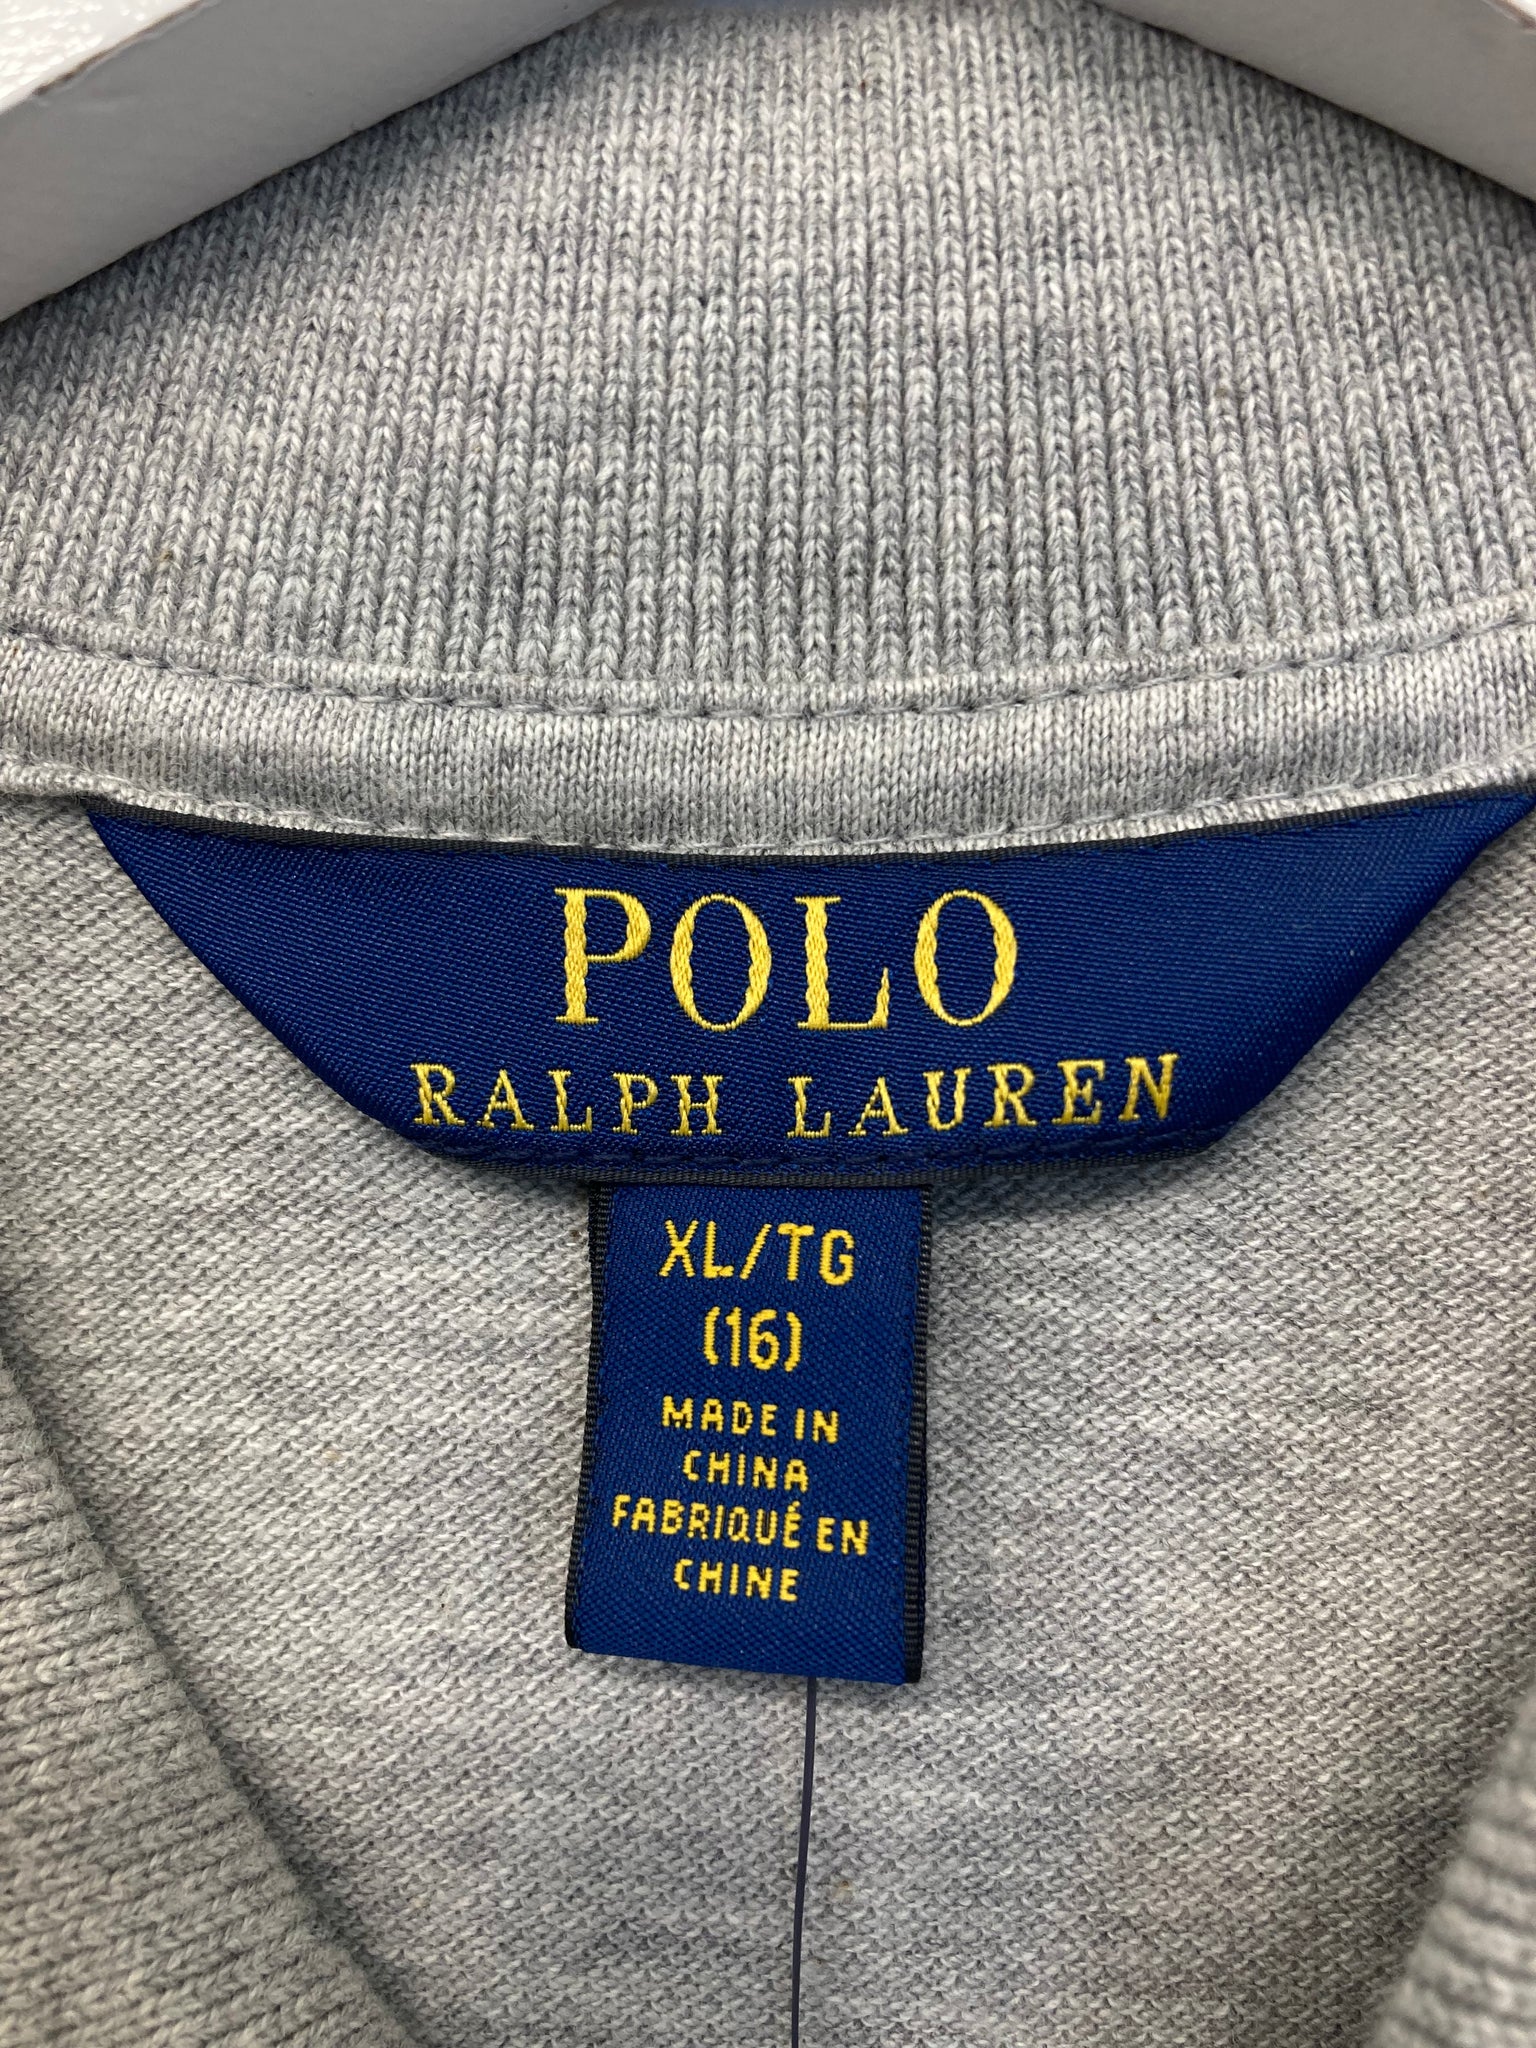 POLO
RALPH LAUREN
XL/TG
(16)
MADE IN
CHINA
FABRIQUÉ EN
CHINE